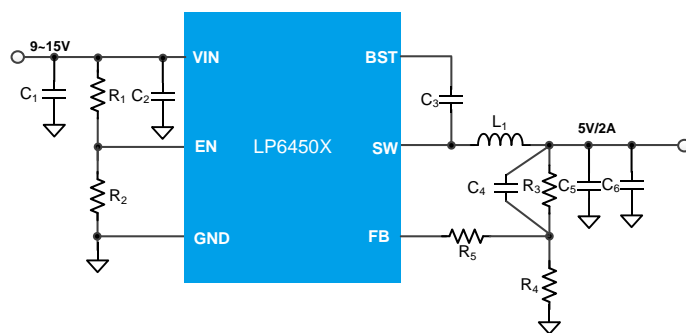 9~15V
VIN
BST
C1
R1
C2
C3
L1
5V/2A
EN
LP6450X
SW
R2
C4
R3
C5
C6
GND
FB
R5
R4